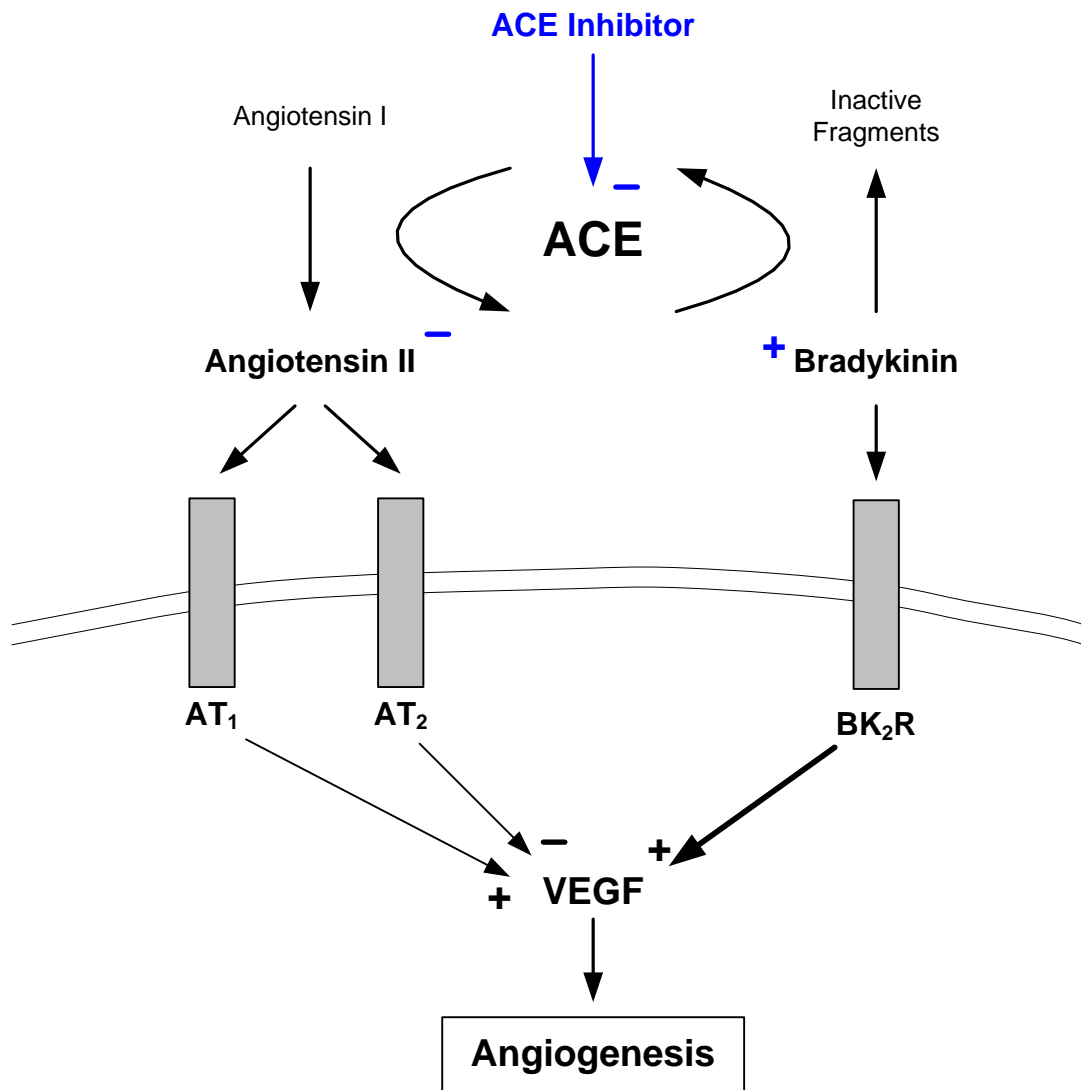 ACE Inhibitor
Angiotensin I
Inactive
Fragments
−
ACE
−
Angiotensin II
+ Bradykinin
AT₁
AT₂
BK₂R
−
+
+
VEGF
Angiogenesis